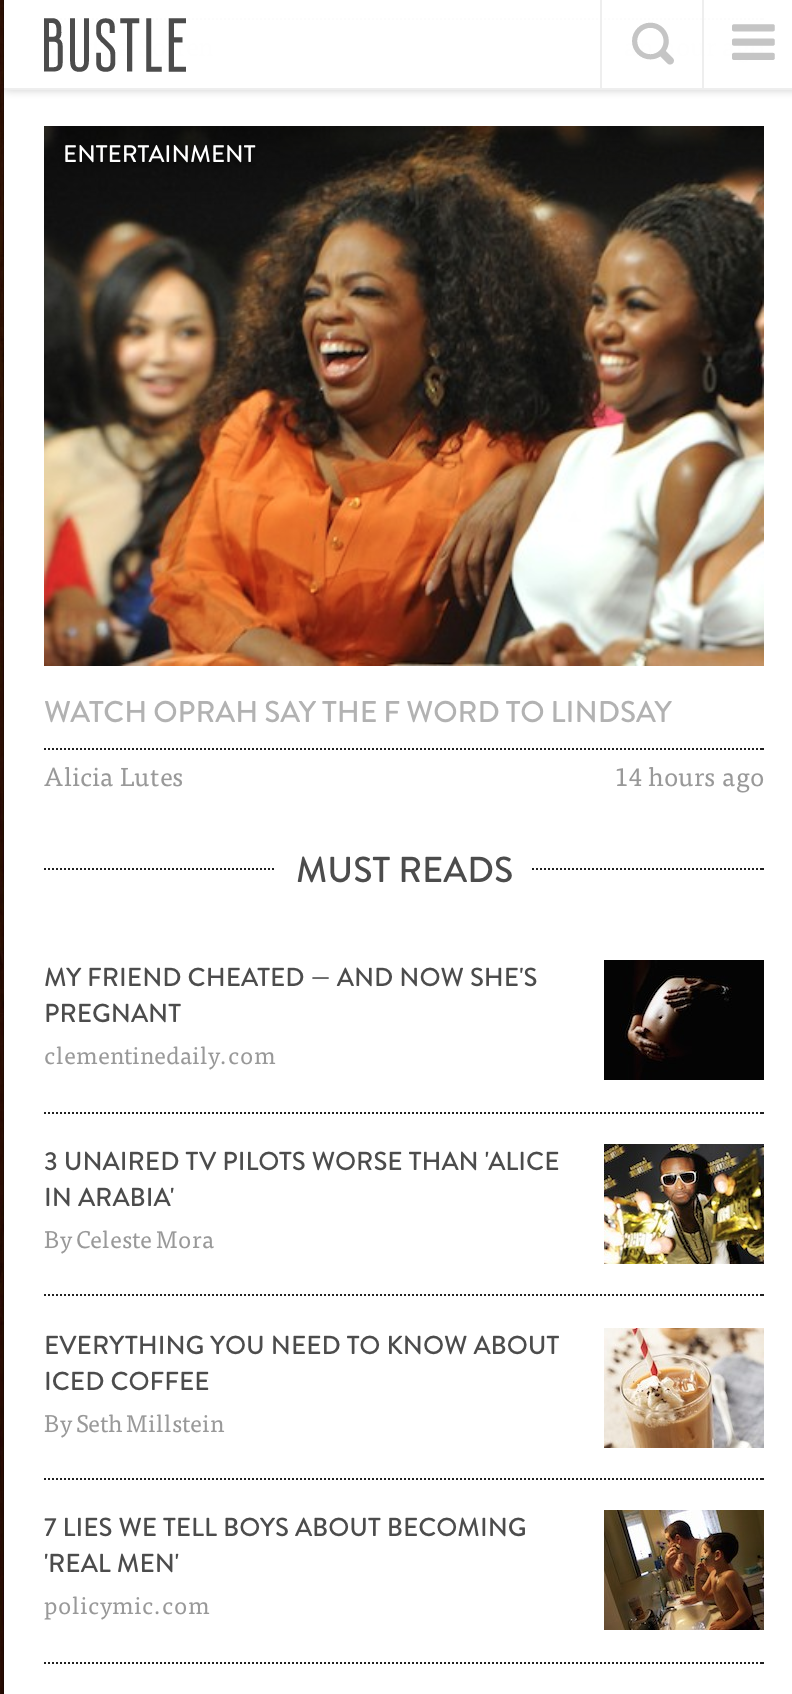 BUSTLE
ENTERTAINMENT
WATCH OPRAH SAY THE F WORD TO LINDSAY
Alicia Lutes
14 hours ago
MUST READS
MY FRIEND CHEATED — AND NOW SHE'S
PREGNANT
clementinedaily.com
3 UNAIRED TV PILOTS WORSE THAN 'ALICE
IN ARABIA'
By Celeste Mora
EVERYTHING YOU NEED TO KNOW ABOUT
ICED COFFEE
By Seth Millstein
7 LIES WE TELL BOYS ABOUT BECOMING
'REAL MEN'
policymic.com